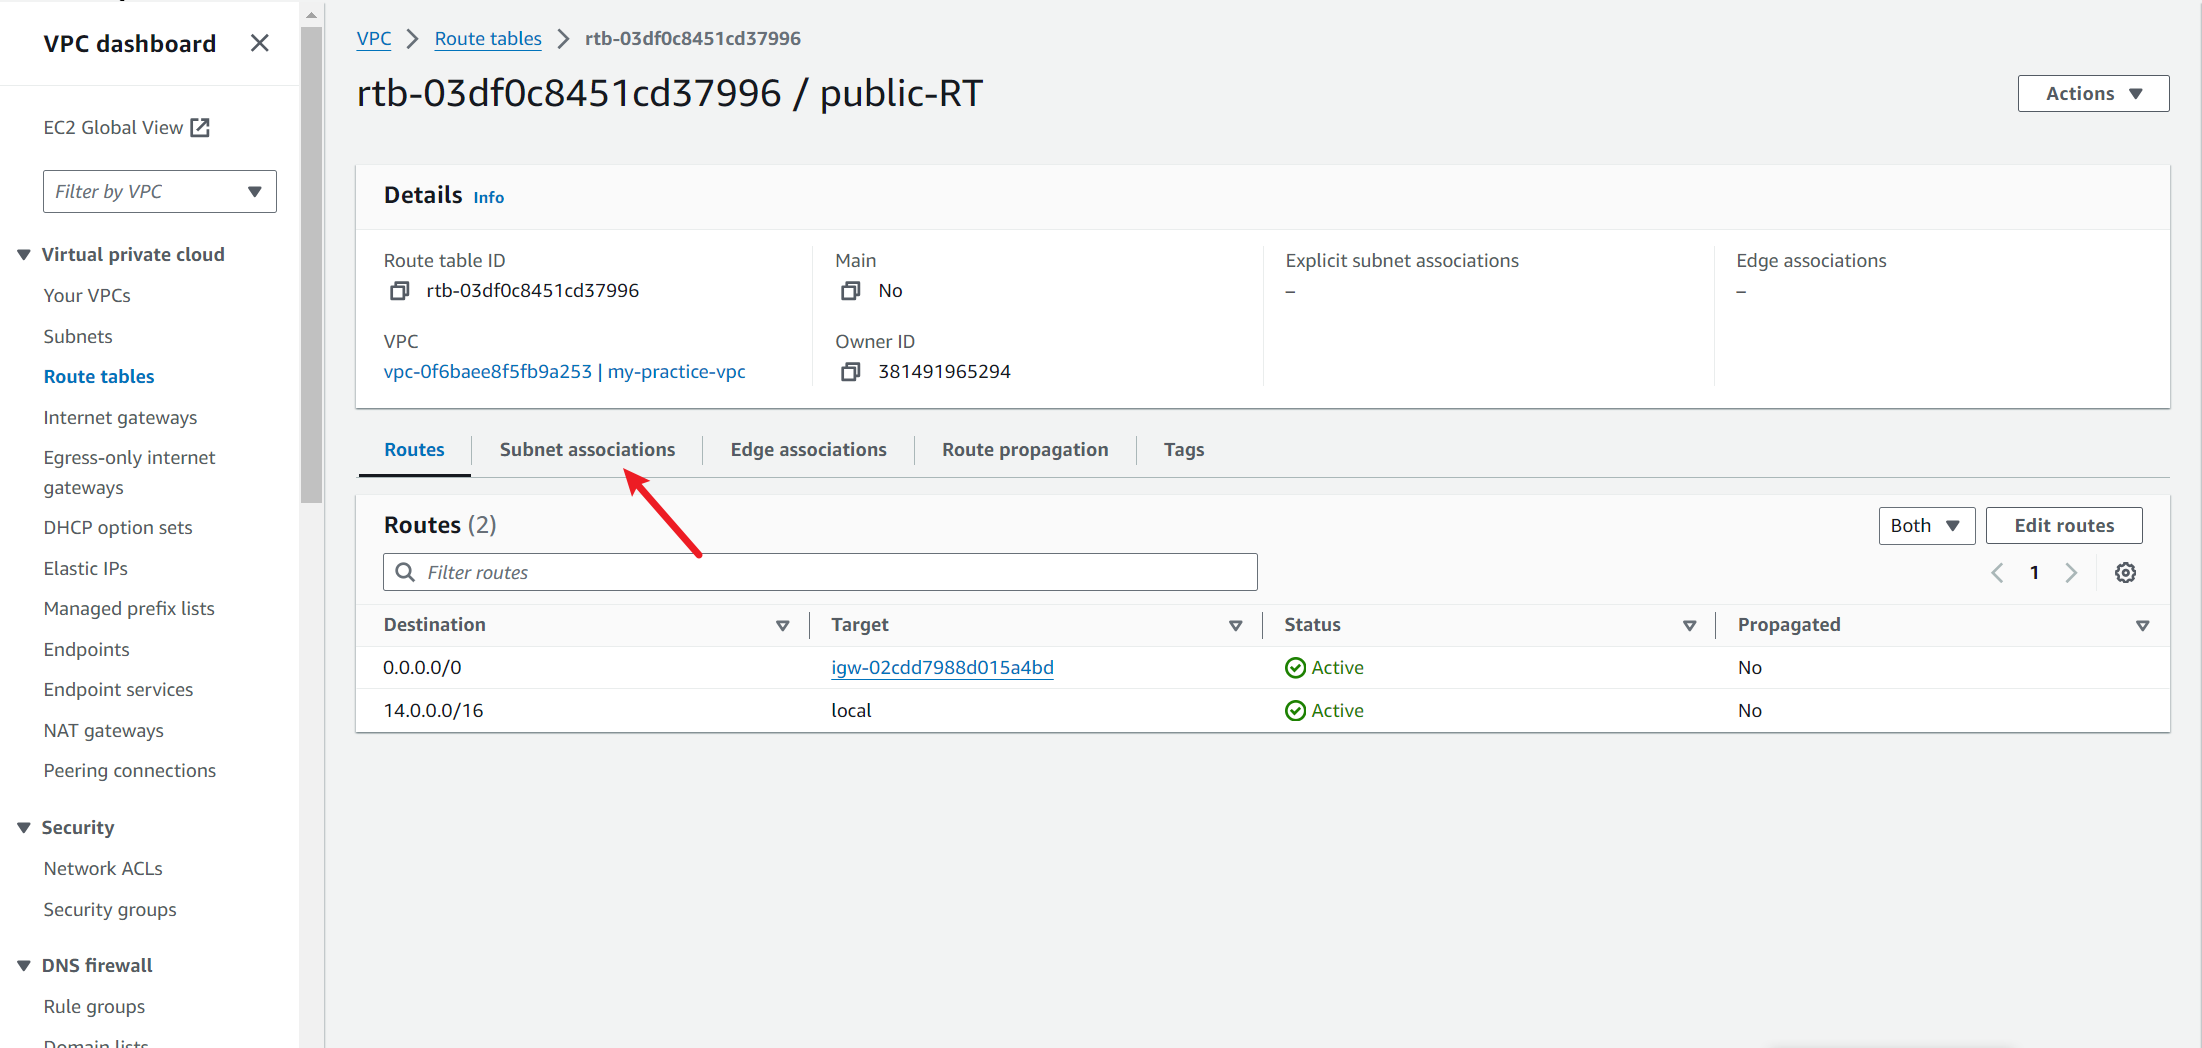 VPC dashboard
EC2 Global View
Filter by VPC
Virtual private cloud
Your VPCs
Subnets
Route tables
Internet gateways
Egress-only internet
gateways
DHCP option sets
Elastic IPs
Managed prefix lists
Endpoints
Endpoint services
NAT gateways
Peering connections
Security
Network ACLs
Security groups
DNS firewall
Rule groups
Domain lists
VPC Route tables rtb-03df0c8451cd37996
rtb-03df0c8451cd37996 / public-RT
Actions
Details Info
Route table ID
rtb-03df0c8451cd37996
Main
No
Explicit subnet associations
–
Edge associations
–
VPC
vpc-0f6baee8f5fb9a253 | my-practice-vpc
Owner ID
381491965294
Routes Subnet associations Edge associations Route propagation Tags
Routes (2)
Both
Edit routes
Filter routes
1
Destination Target Status Propagated
0.0.0.0/0 igw-02cdd7988d015a4bd Active No
14.0.0.0/16 local Active No